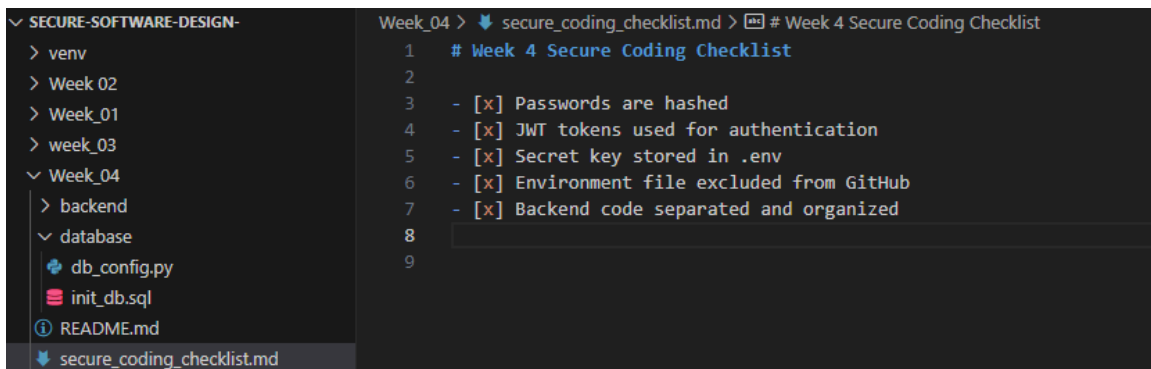 SECURE-SOFTWARE-DESIGN-
venv
Week 02
Week_01
week_03
Week_04
backend
database
db_config.py
init_db.sql
README.md
secure_coding_checklist.md
Week_04 > secure_coding_checklist.md > # Week 4 Secure Coding Checklist
1 # Week 4 Secure Coding Checklist
2
3 - [x] Passwords are hashed
4 - [x] JWT tokens used for authentication
5 - [x] Secret key stored in .env
6 - [x] Environment file excluded from GitHub
7 - [x] Backend code separated and organized
8
9